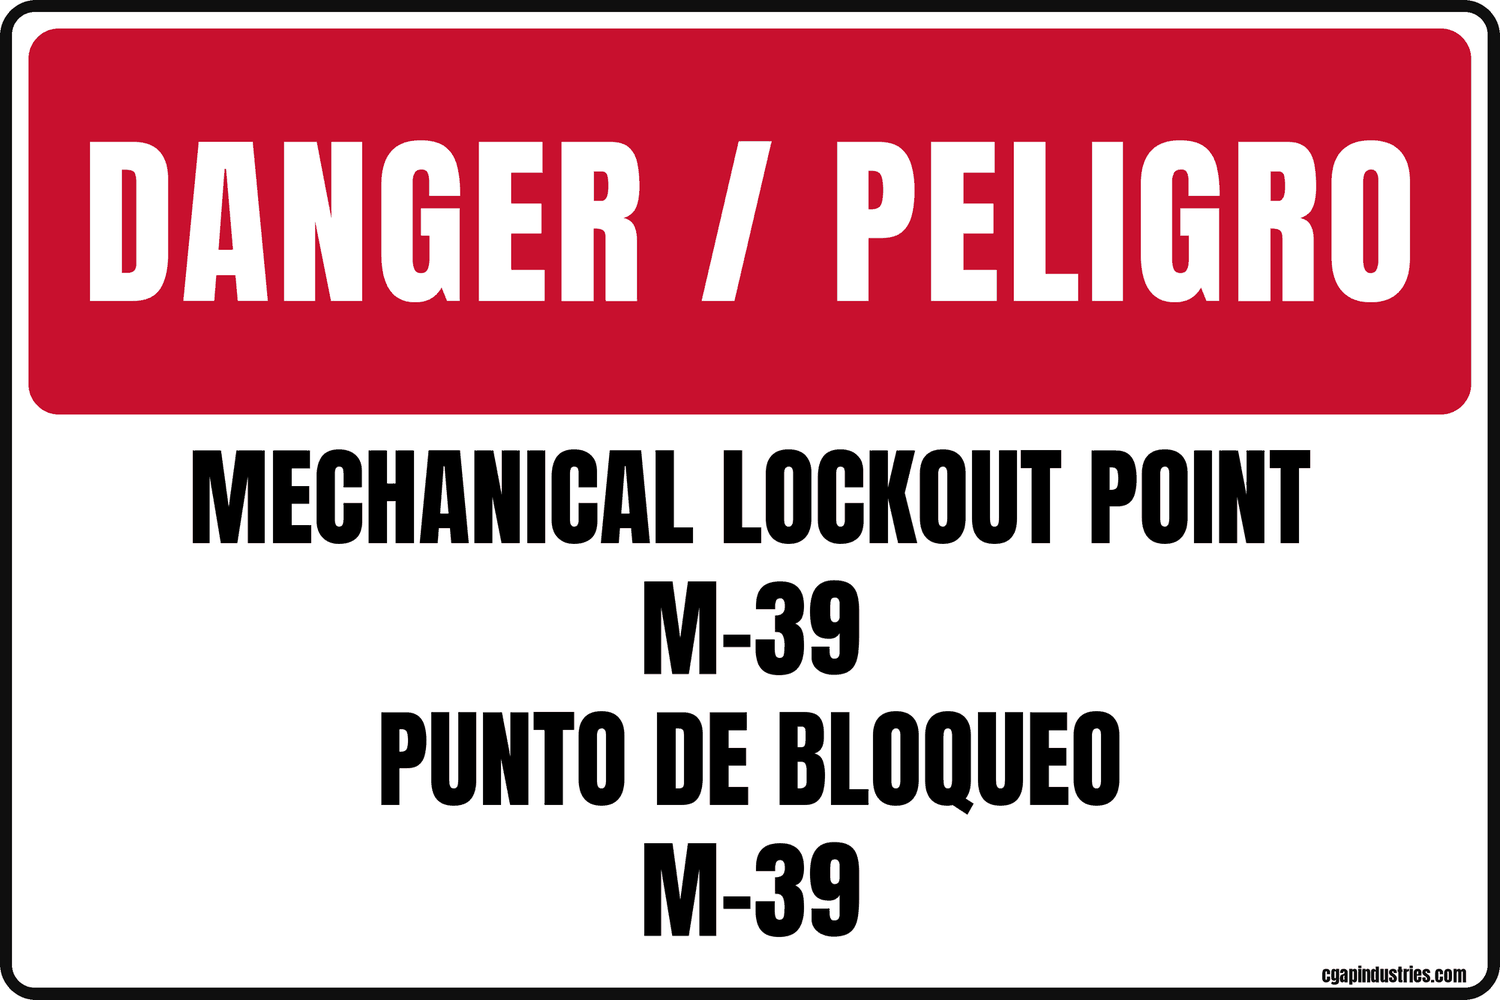 DANGER / PELIGRO
MECHANICAL LOCKOUT POINT
M-39
PUNTO DE BLOQUEO
M-39
cgapindustries.com